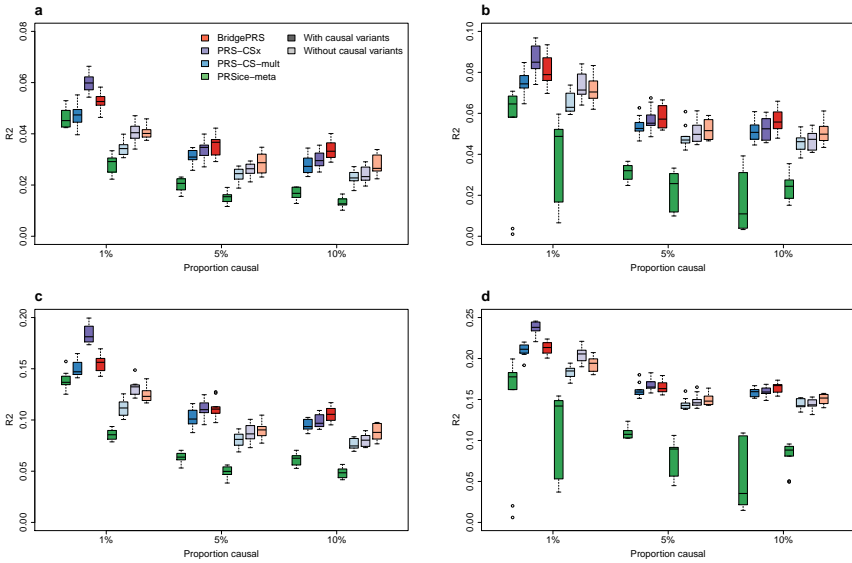 a
0.00 0.02 0.04 0.06 0.08
R2
BridgePRS
PRS−CSx
PRS−CS−mult
PRSice−meta
With causal variants
Without causal variants
1% 5% 10%
Proportion causal
b
0.00 0.02 0.04 0.06 0.08 0.10
R2
1% 5% 10%
Proportion causal
c
0.00 0.05 0.10 0.15 0.20
R2
1% 5% 10%
Proportion causal
d
0.00 0.05 0.10 0.15 0.20 0.25
R2
1% 5% 10%
Proportion causal